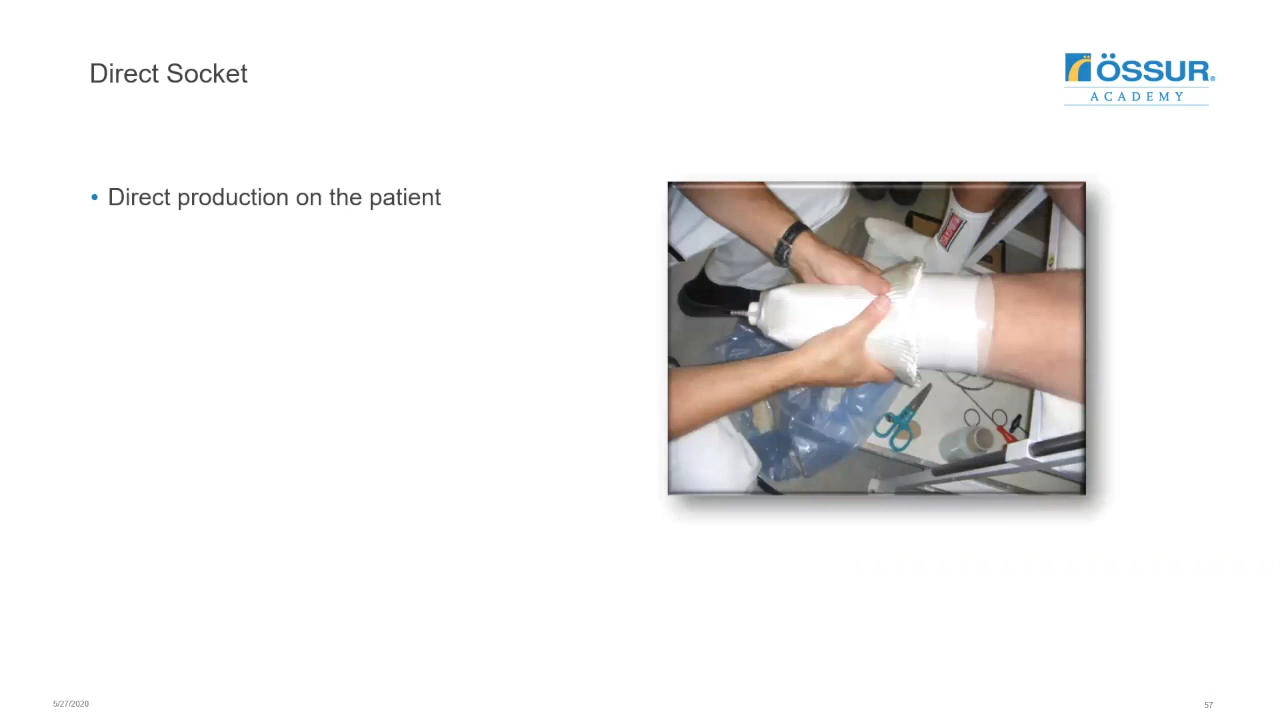 Direct Socket
ÖSSUR®
ACADEMY
• Direct production on the patient
5/27/2020
57